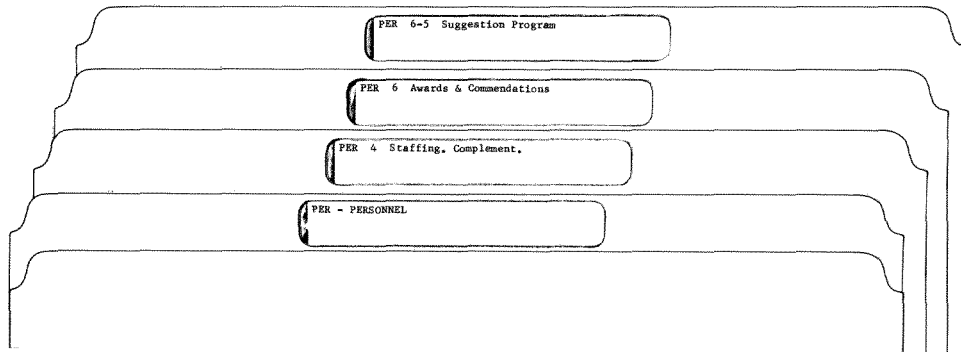 PER 6-5 Suggestion Program
PER 6 Awards & Commendations
PER 4 Staffing. Complement.
PER - PERSONNEL